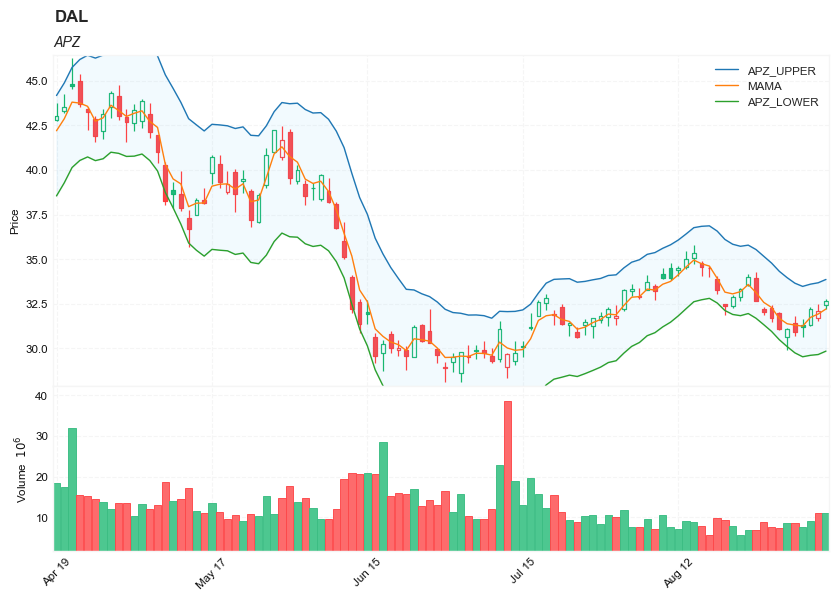 DAL
APZ
APZ_UPPER
MAMA
APZ_LOWER
45.0
42.5
40.0
37.5
35.0
32.5
30.0
Price
40
30
20
10
Volume 10^6
Apr 19
May 17
Jun 15
Jul 15
Aug 12